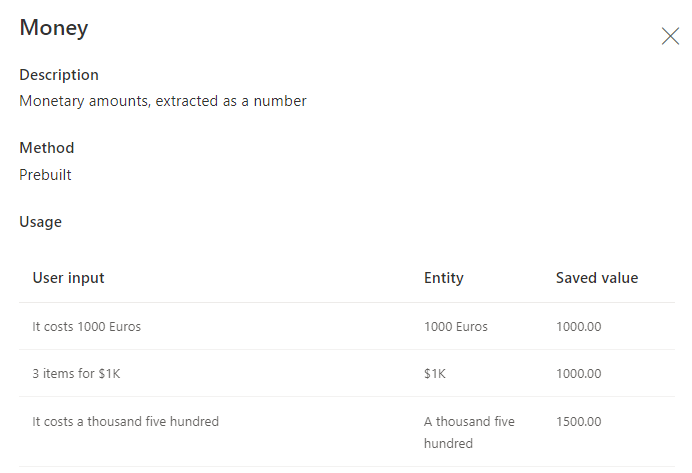 Money
Description
Monetary amounts, extracted as a number
Method
Prebuilt
Usage
User input Entity Saved value
It costs 1000 Euros 1000 Euros 1000.00
3 items for $1K $1K 1000.00
It costs a thousand five hundred A thousand five 1500.00
hundred